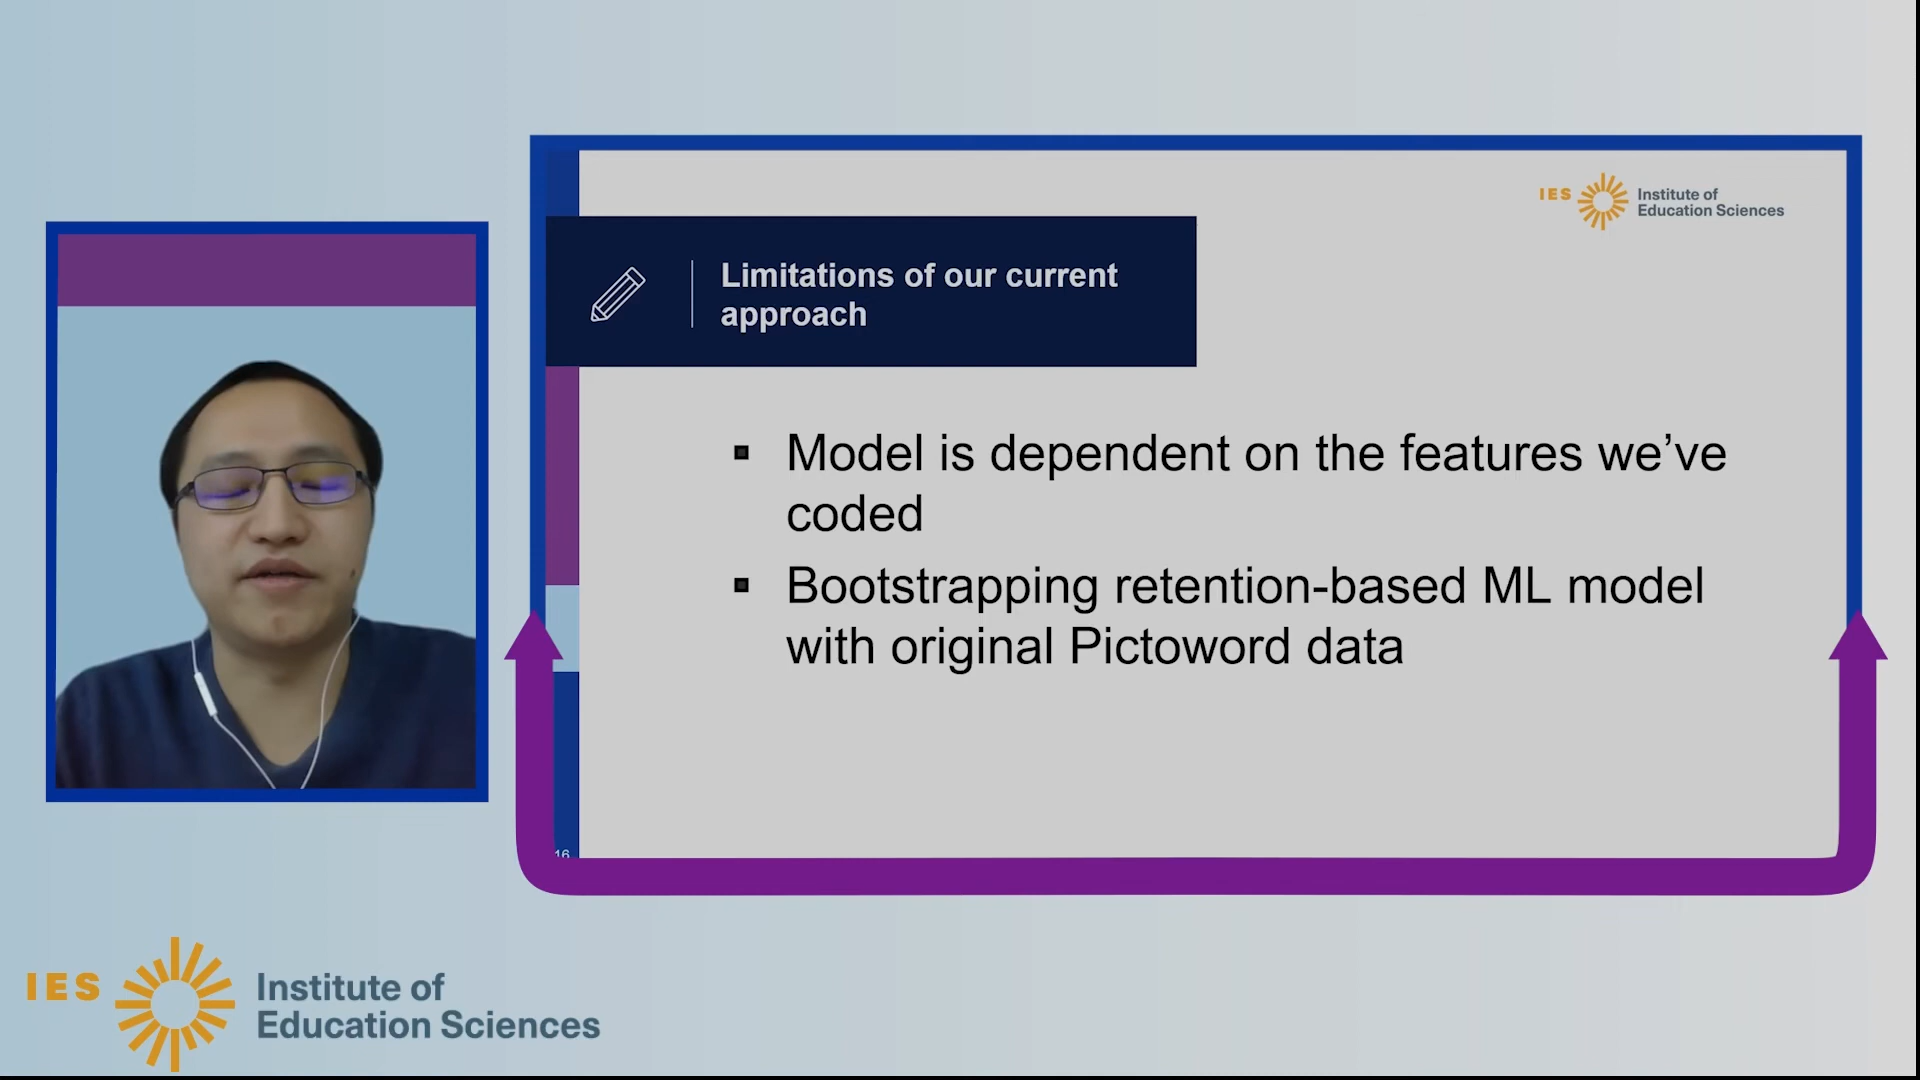 IES
Institute of
Education Sciences
Limitations of our current
approach
▪ Model is dependent on the features we’ve
coded
▪ Bootstrapping retention-based ML model
with original Pictoword data
16
IES
Institute of
Education Sciences